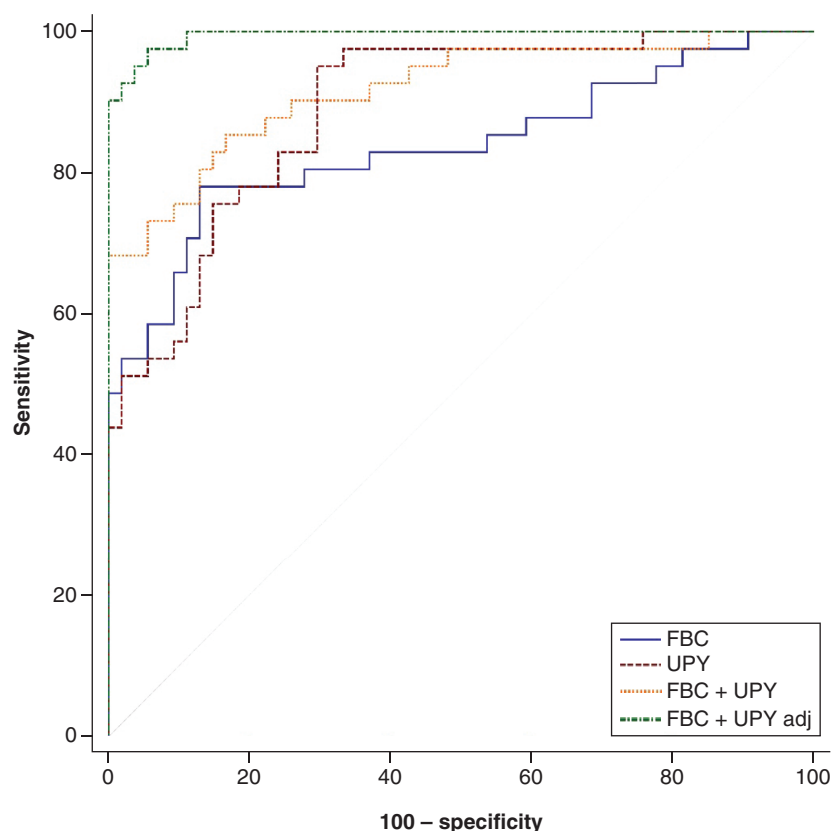 100
80
60
40
20
0
Sensitivity
0 20 40 60 80 100
100 – specificity
FBC
UPY
FBC + UPY
FBC + UPY adj